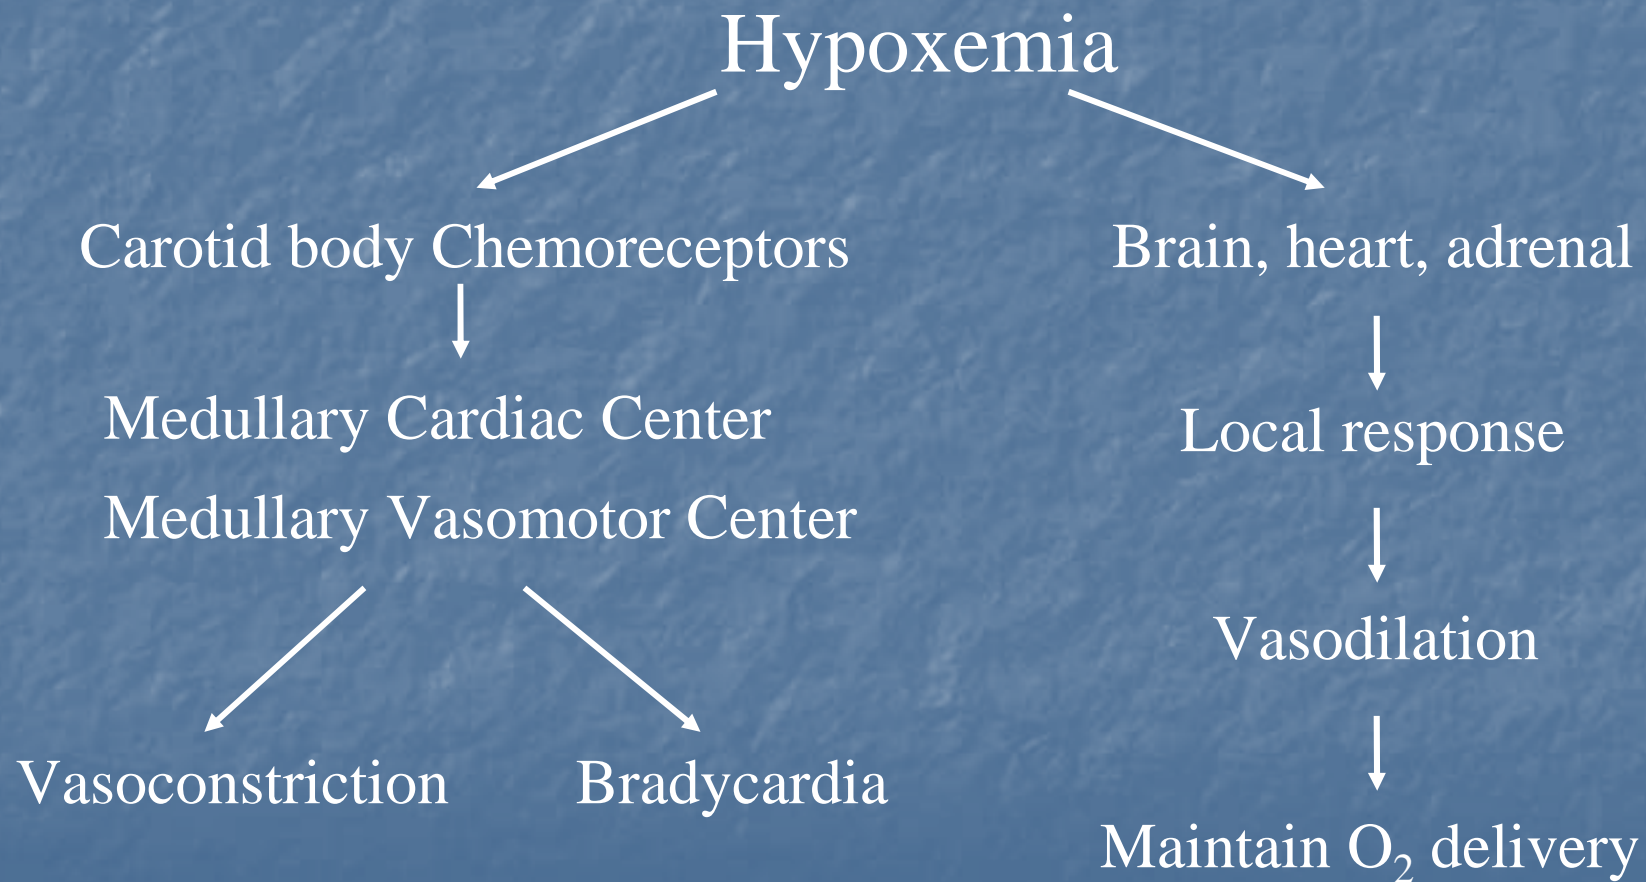 Hypoxemia
Carotid body Chemoreceptors
Brain, heart, adrenal
Medullary Cardiac Center
Local response
Medullary Vasomotor Center
Vasodilation
Vasoconstriction
Bradycardia
Maintain O₂ delivery